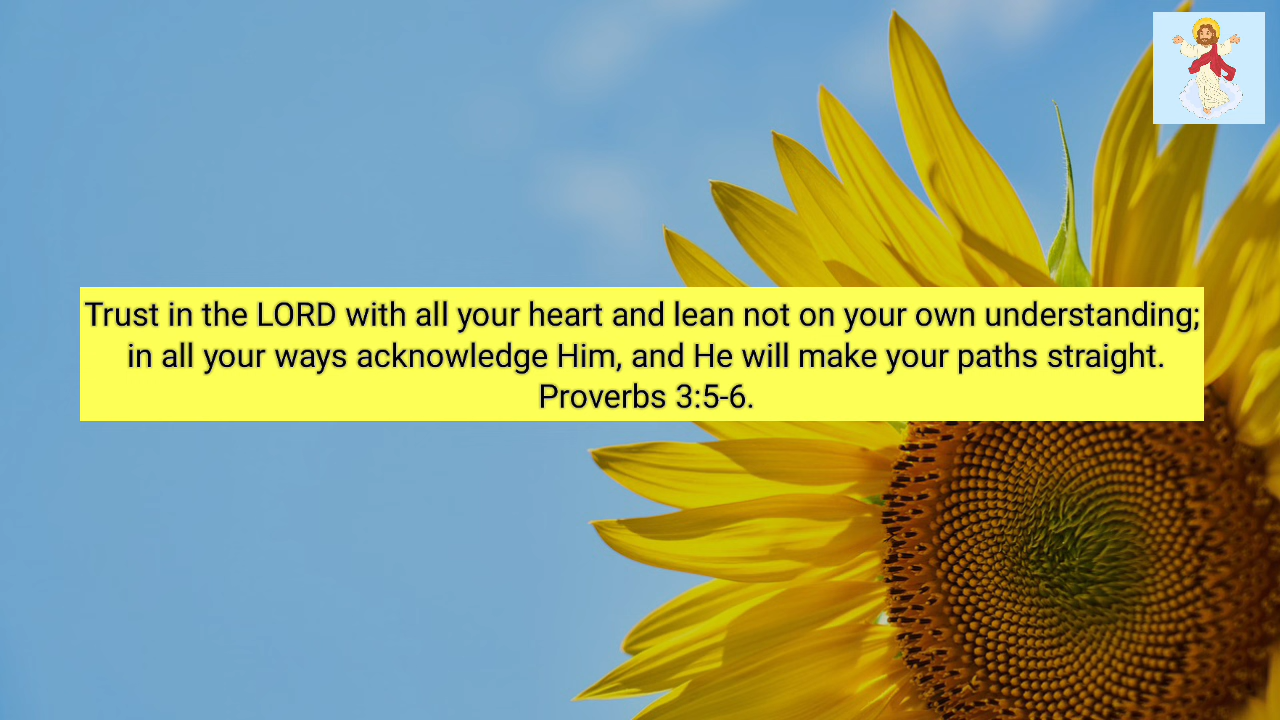 Trust in the LORD with all your heart and lean not on your own understanding;
in all your ways acknowledge Him, and He will make your paths straight.
Proverbs 3:5-6.